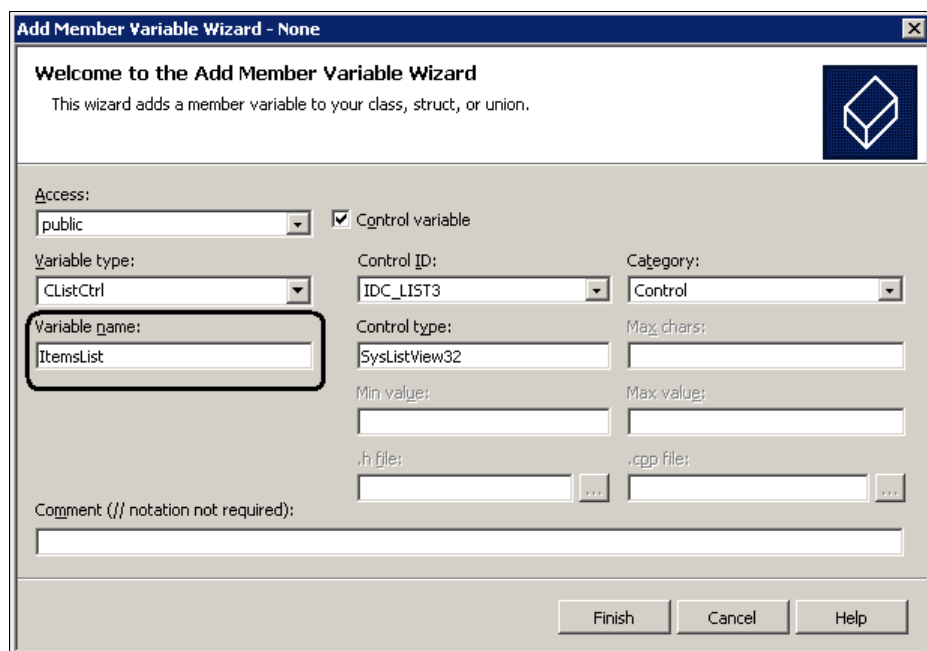 Add Member Variable Wizard - None
Welcome to the Add Member Variable Wizard
This wizard adds a member variable to your class, struct, or union.
Access:
public
Control variable
Variable type:
Control ID:
Category:
CListCtrl
IDC_LIST3
Control
Variable name:
Control type:
Max chars:
ItemsList
SysListView32
Min value:
Max value:
.h file:
.cpp file:
...
...
Comment (// notation not required):
Finish
Cancel
Help